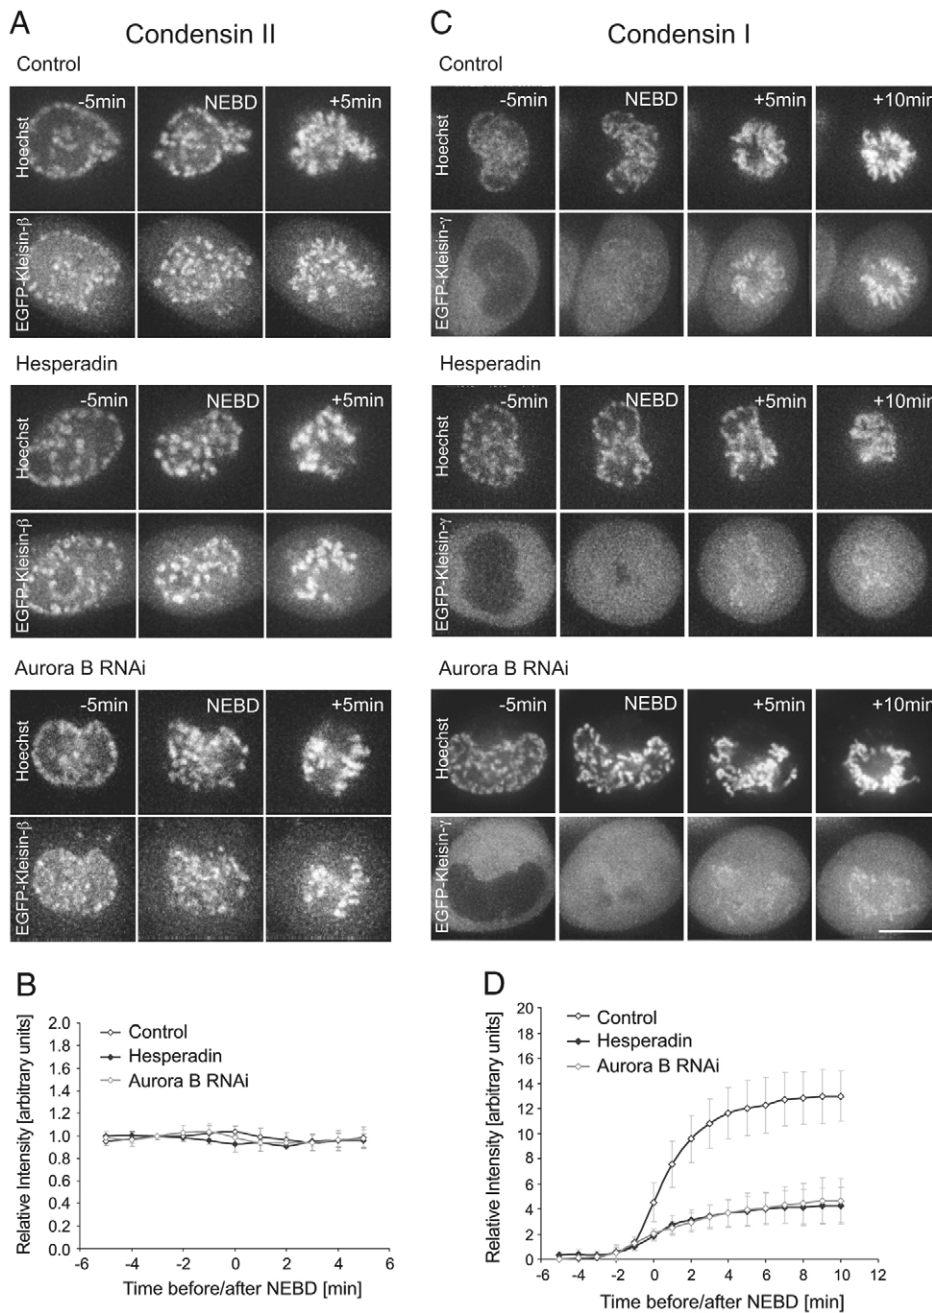 A
Condensin II
Control
-5min
NEBD
+5min
Hoechst
EGFP-Kleisin-β
Hesperadin
-5min
NEBD
+5min
Hoechst
EGFP-Kleisin-β
Aurora B RNAi
-5min
NEBD
+5min
Hoechst
EGFP-Kleisin-β
C
Condensin I
Control
-5min
NEBD
+5min
+10min
Hoechst
EGFP-Kleisin-γ
Hesperadin
-5min
NEBD
+5min
+10min
Hoechst
EGFP-Kleisin-γ
Aurora B RNAi
-5min
NEBD
+5min
+10min
Hoechst
EGFP-Kleisin-γ
B
Relative Intensity [arbitrary units]
2.0
1.8
1.6
1.4
1.2
1.0
0.8
0.6
0.4
0.2
0.0
Control
Hesperadin
Aurora B RNAi
-6 -4 -2 0 2 4 6
Time before/after NEBD [min]
D
Relative Intensity [arbitrary units]
20
18
16
14
12
10
8
6
4
2
0
Control
Hesperadin
Aurora B RNAi
-6 -4 -2 0 2 4 6 8 10 12
Time before/after NEBD [min]